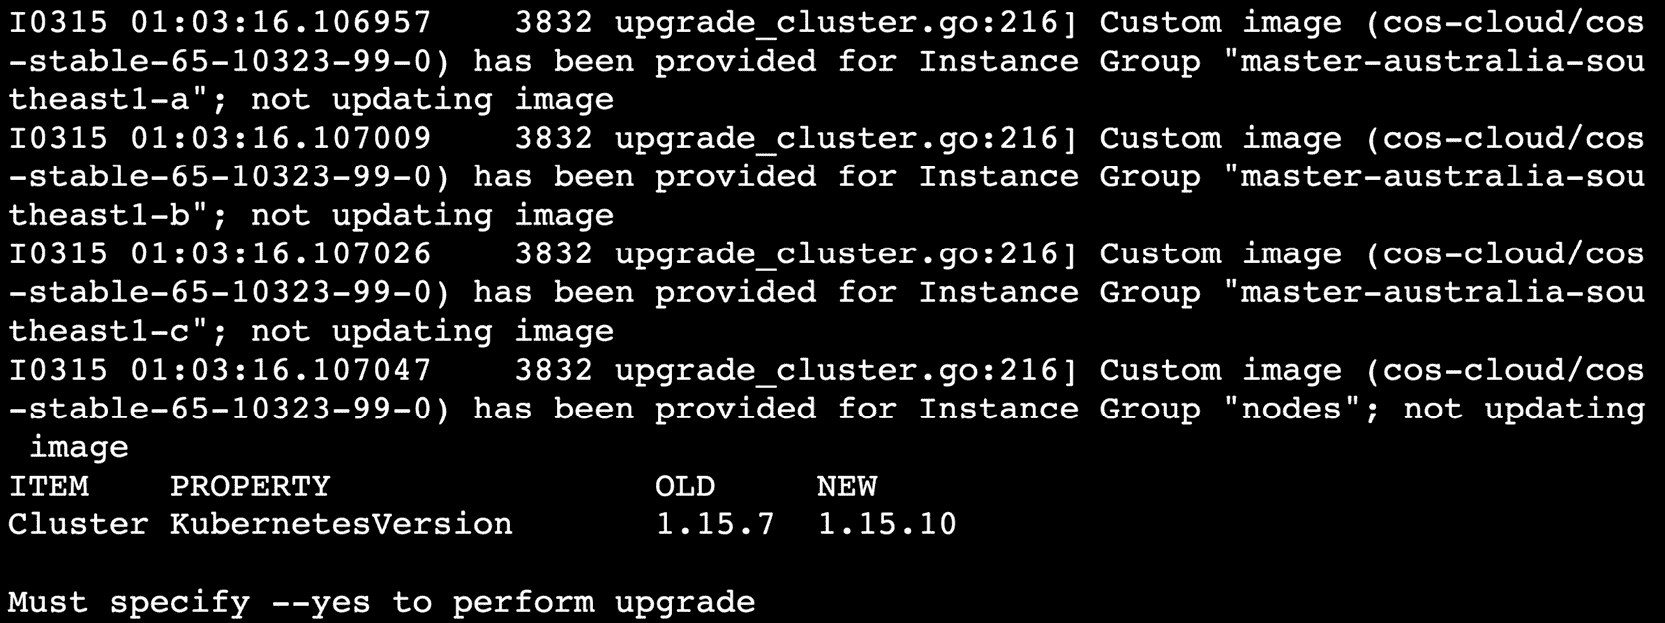 I0315 01:03:16.106957    3832 upgrade_cluster.go:216] Custom image (cos-cloud/cos
-stable-65-10323-99-0) has been provided for Instance Group "master-australia-sou
theast1-a"; not updating image
I0315 01:03:16.107009    3832 upgrade_cluster.go:216] Custom image (cos-cloud/cos
-stable-65-10323-99-0) has been provided for Instance Group "master-australia-sou
theast1-b"; not updating image
I0315 01:03:16.107026    3832 upgrade_cluster.go:216] Custom image (cos-cloud/cos
-stable-65-10323-99-0) has been provided for Instance Group "master-australia-sou
theast1-c"; not updating image
I0315 01:03:16.107047    3832 upgrade_cluster.go:216] Custom image (cos-cloud/cos
-stable-65-10323-99-0) has been provided for Instance Group "nodes"; not updating
 image
ITEM    PROPERTY                OLD     NEW
Cluster KubernetesVersion       1.15.7  1.15.10

Must specify --yes to perform upgrade